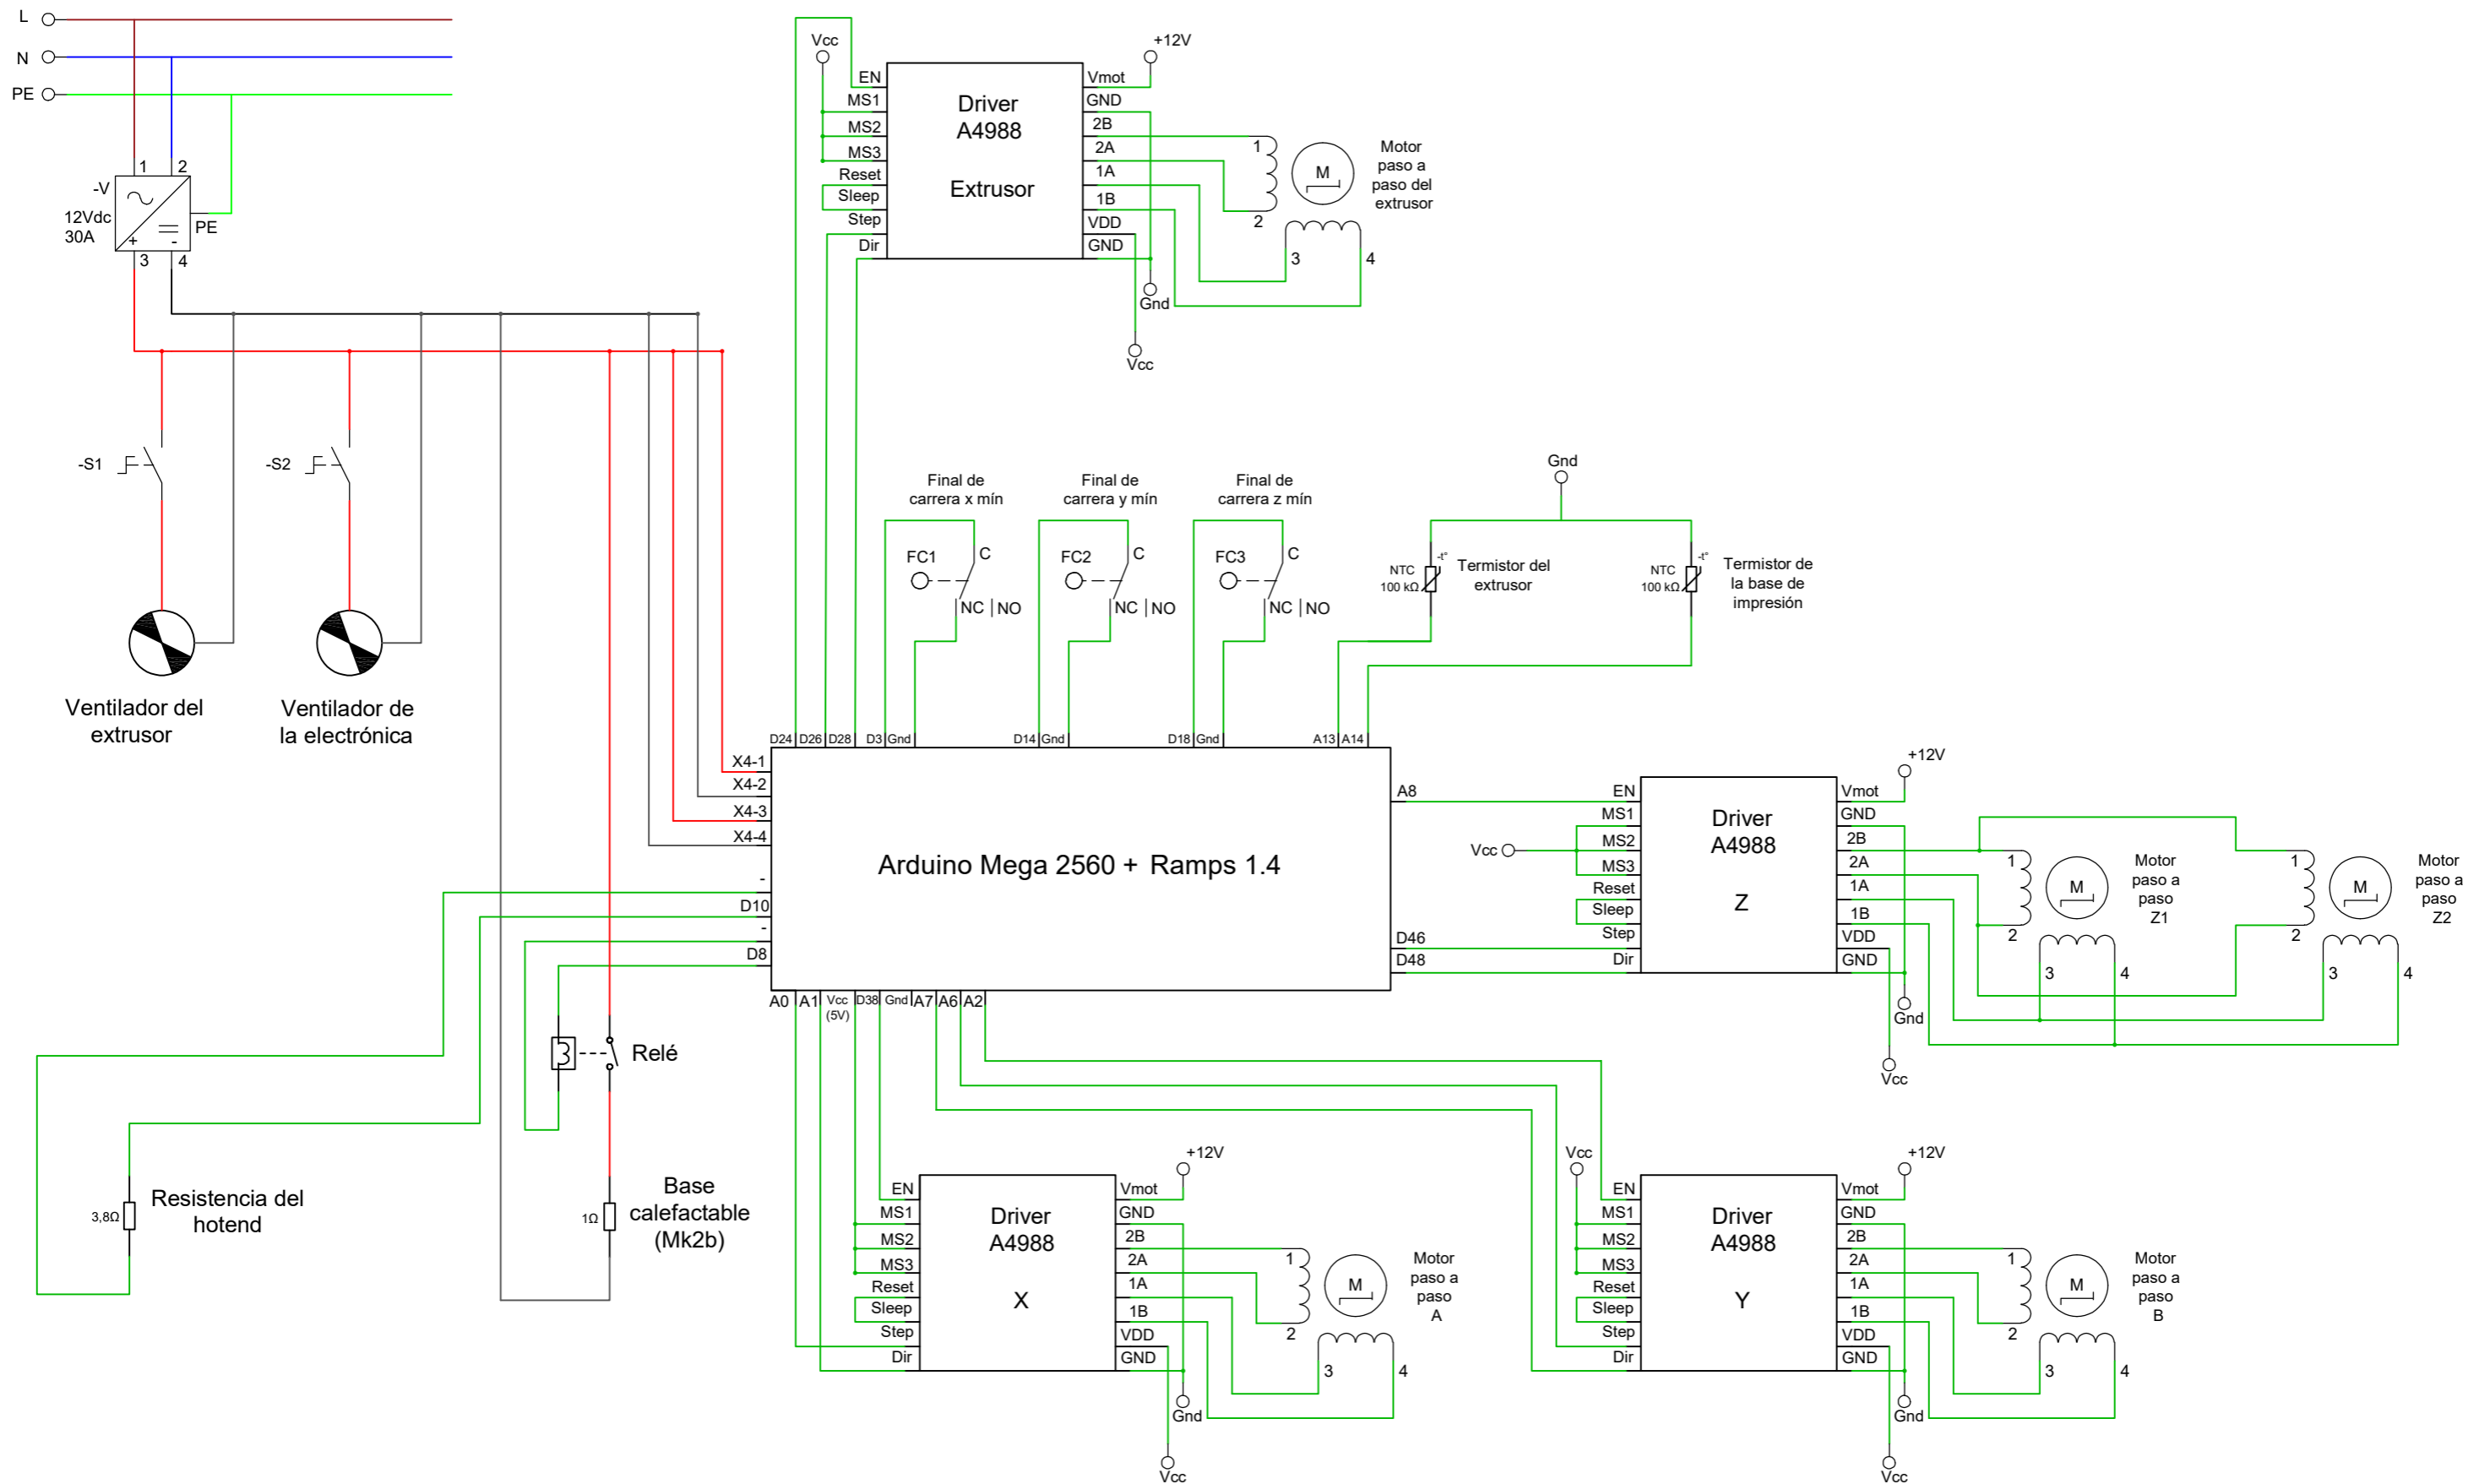 L
N
PE
1
2
-V
12Vdc
30A
PE
+
-
3
4
-S1
-S2
Ventilador del
extrusor
Ventilador de
la electrónica
Vcc
+12V
EN
MS1
MS2
MS3
Reset
Sleep
Step
Dir
Driver
A4988
Extrusor
Vmot
GND
2B
2A
1A
1B
VDD
GND
Gnd
Vcc
1
2
3
4
M
Motor
paso a
paso del
extrusor
Final de
carrera x mín
FC1
C
NC
NO
Final de
carrera y mín
FC2
C
NC
NO
Final de
carrera z mín
FC3
C
NC
NO
Gnd
NTC
100 kΩ
-t°
Termistor del
extrusor
NTC
100 kΩ
-t°
Termistor de
la base de
impresión
D24
D26
D28
D3
Gnd
D14
Gnd
D18
Gnd
A13
A14
X4-1
X4-2
X4-3
X4-4
-
D10
-
D8
Arduino Mega 2560 + Ramps 1.4
A8
D46
D48
A0
A1
Vcc
(5V)
D38
Gnd
A7
A6
A2
Vcc
+12V
EN
MS1
MS2
MS3
Reset
Sleep
Step
Dir
Driver
A4988
Z
Vmot
GND
2B
2A
1A
1B
VDD
GND
Gnd
Vcc
1
2
3
4
M
Motor
paso a
paso
Z1
1
2
3
4
M
Motor
paso a
paso
Z2
Relé
3,8Ω
Resistencia del
hotend
1Ω
Base
calefactable
(Mk2b)
+12V
EN
MS1
MS2
MS3
Reset
Sleep
Step
Dir
Driver
A4988
X
Vmot
GND
2B
2A
1A
1B
VDD
GND
Gnd
Vcc
1
2
3
4
M
Motor
paso a
paso
A
Vcc
+12V
EN
MS1
MS2
MS3
Reset
Sleep
Step
Dir
Driver
A4988
Y
Vmot
GND
2B
2A
1A
1B
VDD
GND
Gnd
Vcc
1
2
3
4
M
Motor
paso a
paso
B